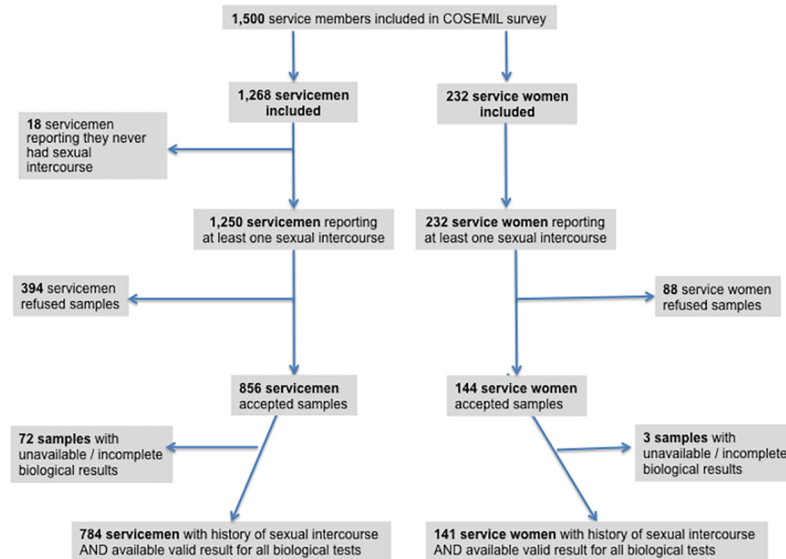 1,500 service members included in COSEMIL survey
1,268 servicemen
included
232 service women
included
18 servicemen
reporting they never
had sexual
intercourse
1,250 servicemen reporting
at least one sexual intercourse
232 service women reporting
at least one sexual intercourse
394 servicemen
refused samples
88 service women
refused samples
856 servicemen
accepted samples
144 service women
accepted samples
72 samples with
unavailable / incomplete
biological results
3 samples with
unavailable / incomplete
biological results
784 servicemen with history of sexual intercourse
AND available valid result for all biological tests
141 service women with history of sexual intercourse
AND available valid result for all biological tests